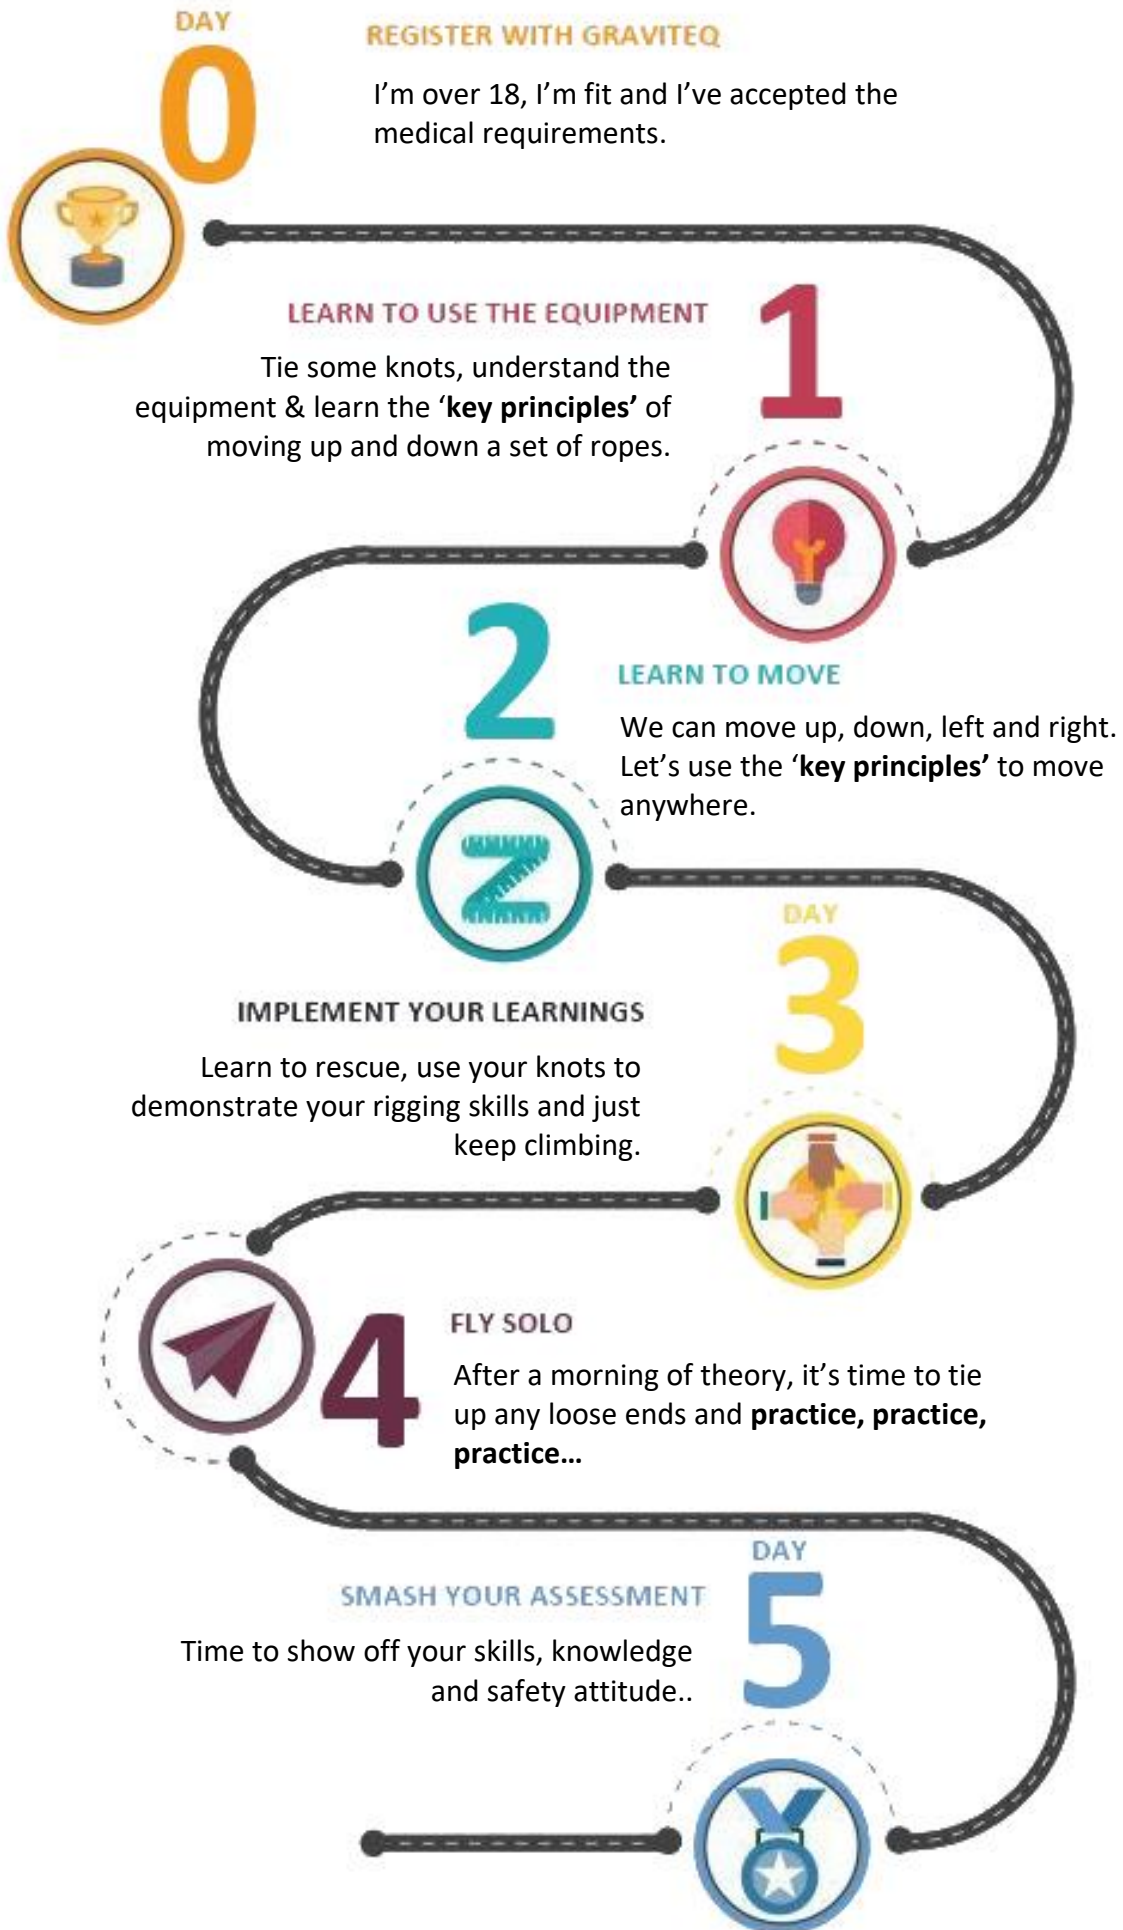 DAY
0
REGISTER WITH GRAVITEQ
I’m over 18, I’m fit and I’ve accepted the
medical requirements.
1
LEARN TO USE THE EQUIPMENT
Tie some knots, understand the
equipment & learn the ‘key principles’ of
moving up and down a set of ropes.
2
LEARN TO MOVE
We can move up, down, left and right.
Let’s use the ‘key principles’ to move
anywhere.
DAY
3
IMPLEMENT YOUR LEARNINGS
Learn to rescue, use your knots to
demonstrate your rigging skills and just
keep climbing.
4
FLY SOLO
After a morning of theory, it’s time to tie
up any loose ends and practice, practice,
practice…
DAY
5
SMASH YOUR ASSESSMENT
Time to show off your skills, knowledge
and safety attitude..